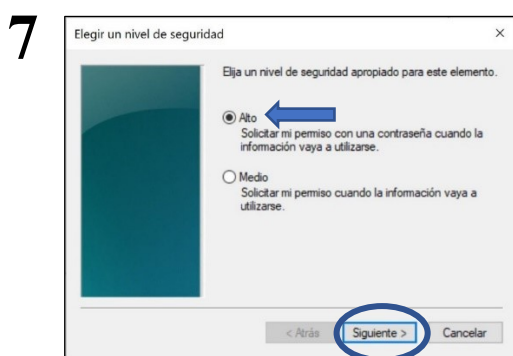 7
Elegir un nivel de seguridad
Elija un nivel de seguridad apropiado para este elemento.
Alto
Solicitar mi permiso con una contraseña cuando la
información vaya a utilizarse.
Medio
Solicitar mi permiso cuando la información vaya a
utilizarse.
< Atrás Siguiente > Cancelar